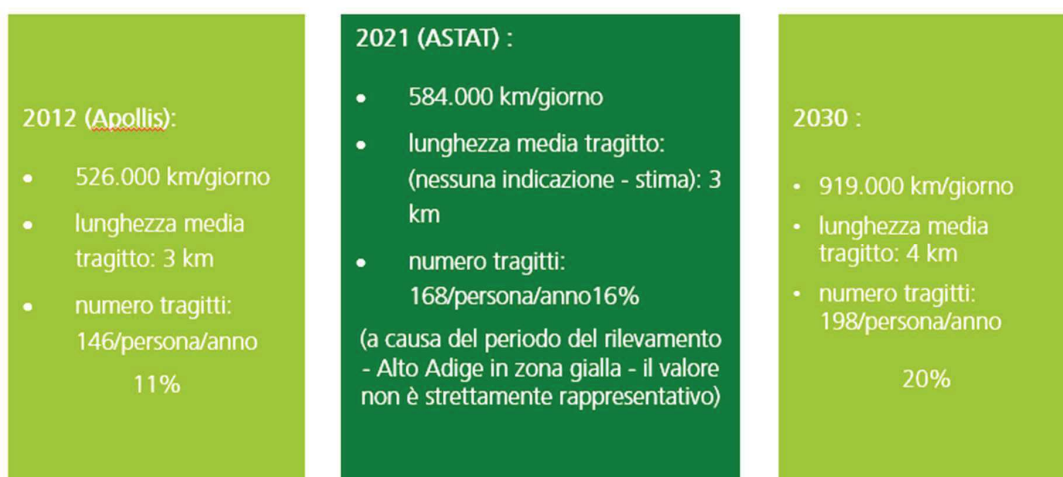 2012 (Apollis):
• 526.000 km/giorno
• lunghezza media
tragitto: 3 km
• numero tragitti:
146/persona/anno
11%
2021 (ASTAT) :
• 584.000 km/giorno
• lunghezza media tragitto:
(nessuna indicazione - stima): 3
km
• numero tragitti:
168/persona/anno16%
(a causa del periodo del rilevamento
- Alto Adige in zona gialla - il valore
non è strettamente rappresentativo)
2030 :
• 919.000 km/giorno
• lunghezza media
tragitto: 4 km
• numero tragitti:
198/persona/anno
20%